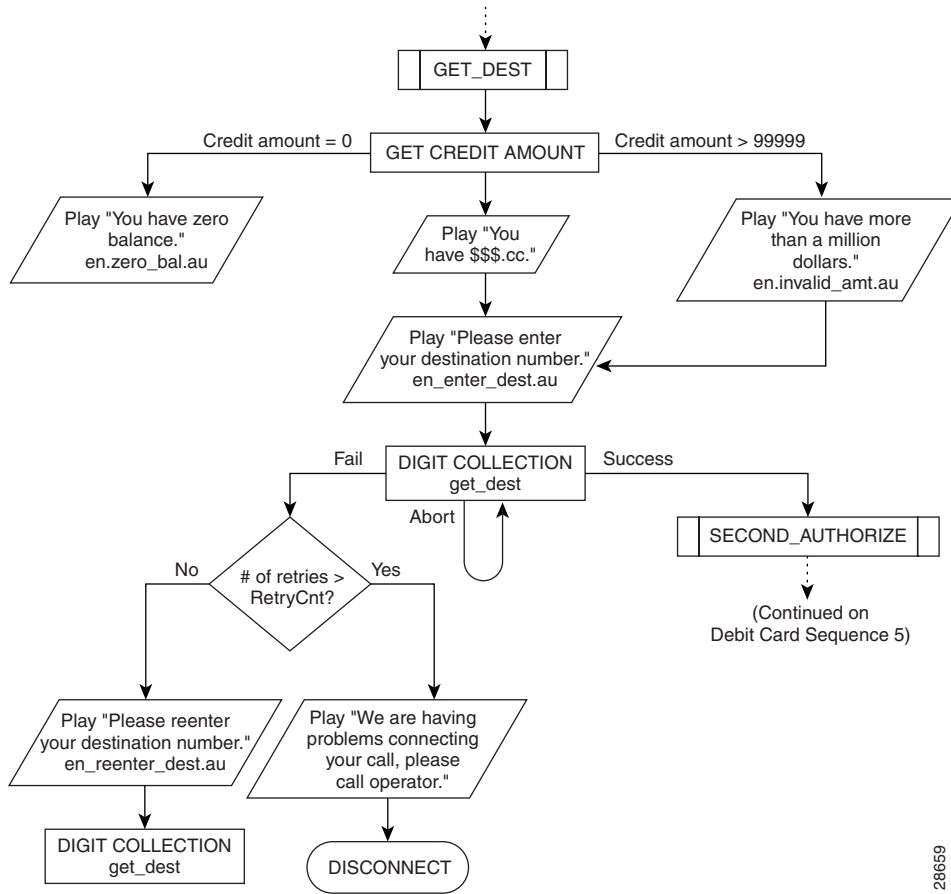 GET_DEST
Credit amount = 0
GET CREDIT AMOUNT
Credit amount > 99999
Play "You have zero
balance."
en.zero_bal.au
Play "You
have $$$.cc."
Play "You have more
than a million
dollars."
en.invalid_amt.au
Play "Please enter
your destination number."
en_enter_dest.au
Fail
DIGIT COLLECTION
get_dest
Success
Abort
SECOND_AUTHORIZE
(Continued on
Debit Card Sequence 5)
No
# of retries >
RetryCnt?
Yes
Play "Please reenter
your destination number."
en_reenter_dest.au
Play "We are having
problems connecting
your call, please
call operator."
DIGIT COLLECTION
get_dest
DISCONNECT
28659